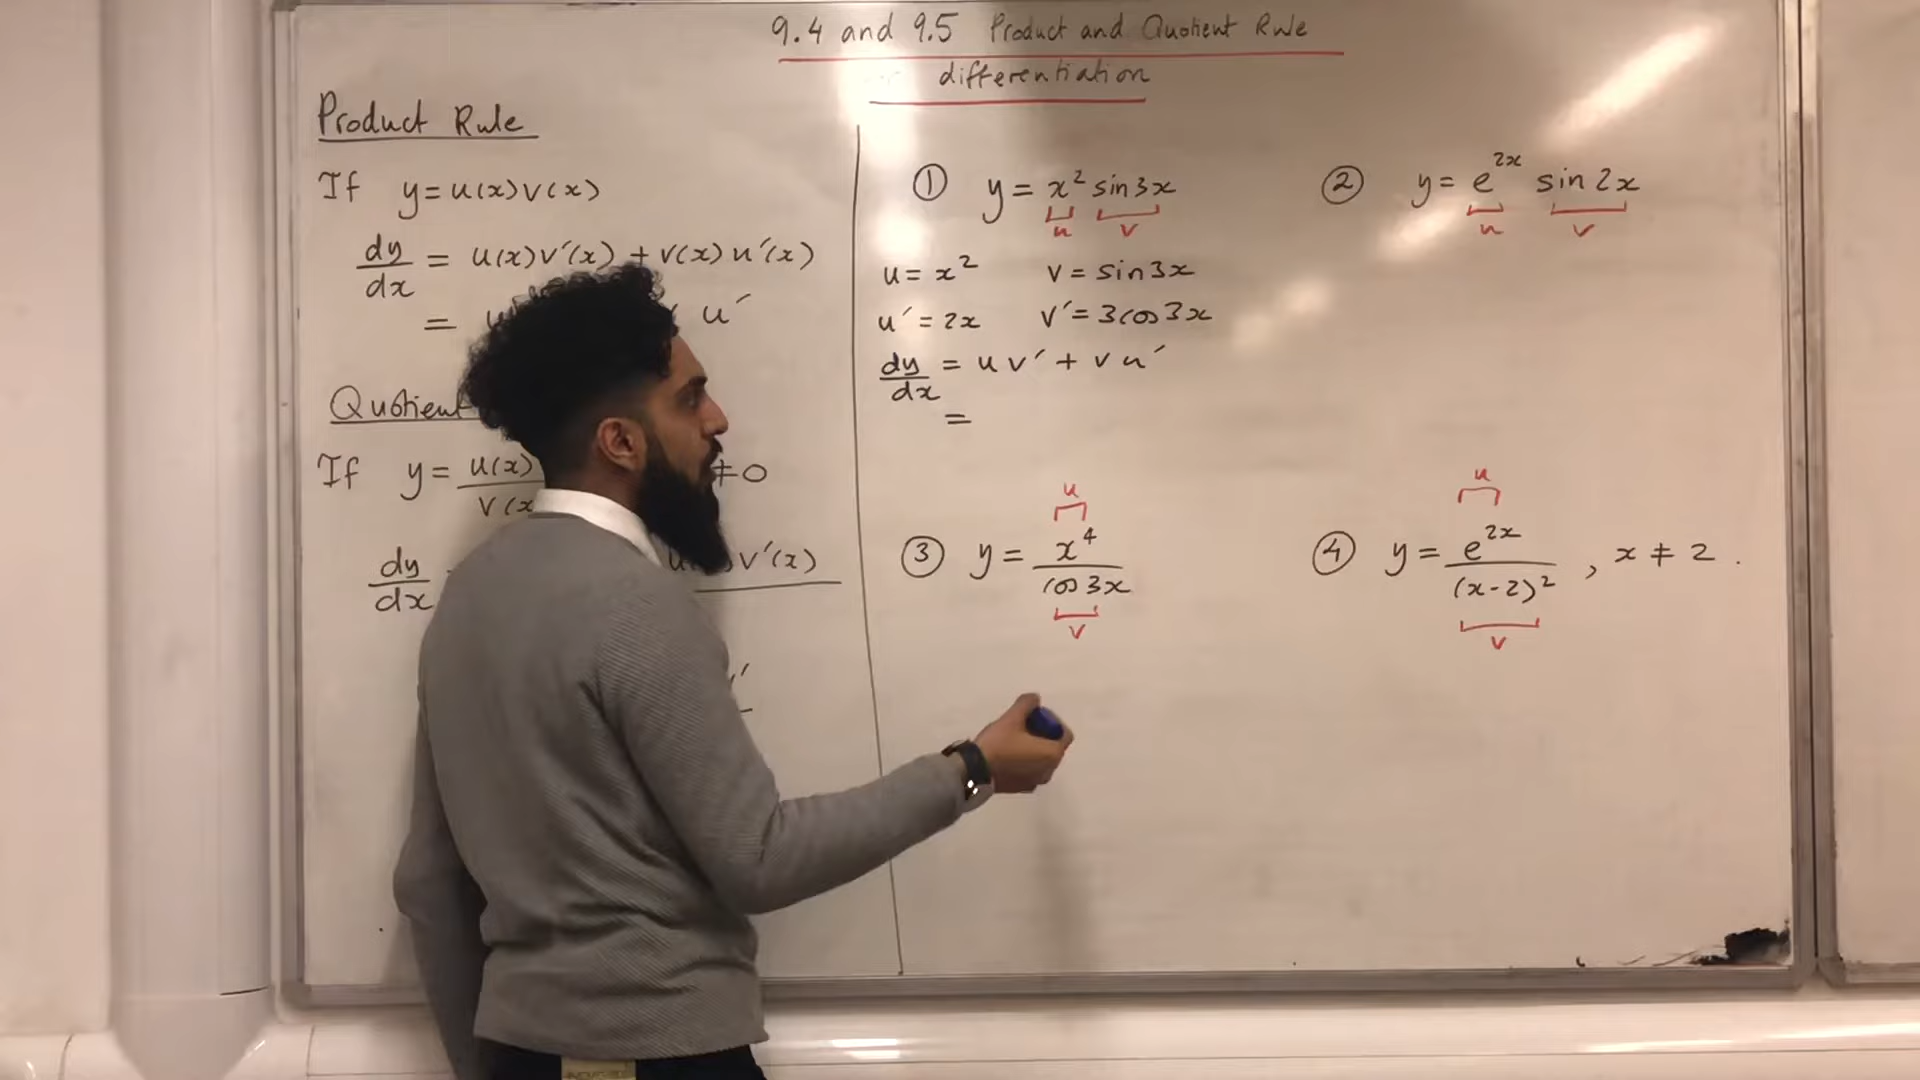 9.4 and 9.5 Product and Quotient Rule
differentiation
Product Rule
If y = u(x)v(x)
dy/dx = u(x)v′(x) + v(x)u′(x)
= u′
Quotient
If y = u(x)/v(x ≠ 0
dy/dx v′(x)
① y = x² sin3x
u v
u = x² v = sin3x
u′ = 2x v′ = 3cos3x
dy/dx = uv′ + vu′
=
② y = e²ˣ sin2x
u v
u
③ y = x⁴/cos3x
v
u
④ y = e²ˣ/(x-2)², x ≠ 2.
v